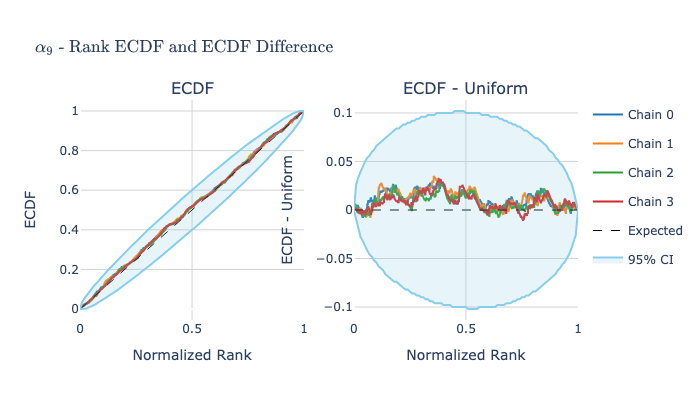 α₉ - Rank ECDF and ECDF Difference
ECDF
ECDF - Uniform
1
0.8
0.6
0.4
0.2
0
ECDF
0
0.5
1
Normalized Rank
0.1
0.05
0
−0.05
−0.1
ECDF - Uniform
0
0.5
1
Normalized Rank
Chain 0
Chain 1
Chain 2
Chain 3
Expected
95% CI